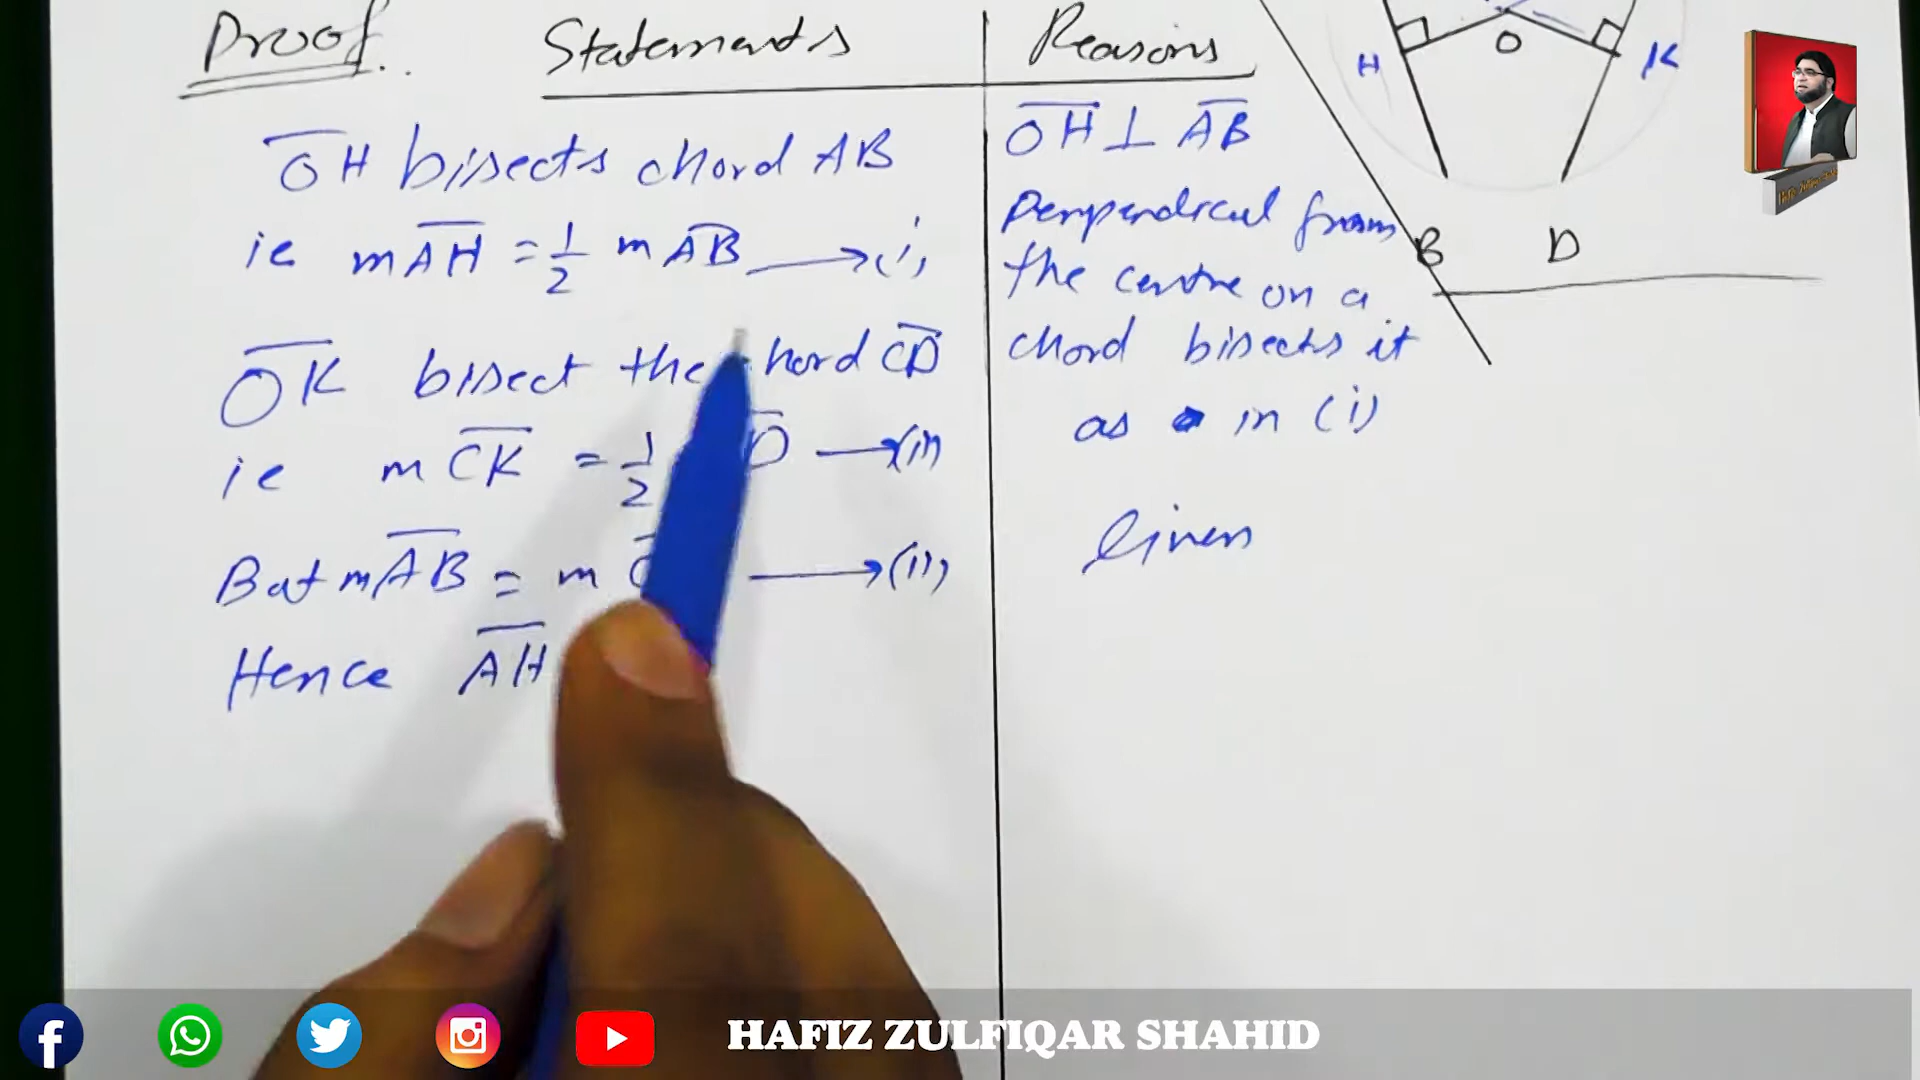 Proof. Statements Reasons
OH bisects chord AB
ie mAH = 1/2 mAB → (i)
OK bisect the chord CD
ie mCK = 1/2 D → (ii)
But mAB = m → (iii)
Hence AH
OH ⊥ AB
Perpendicul from
the centre on a
chord bisects it
as in (i)
Given
H O K
B D
HAFIZ ZULFIQAR SHAHID